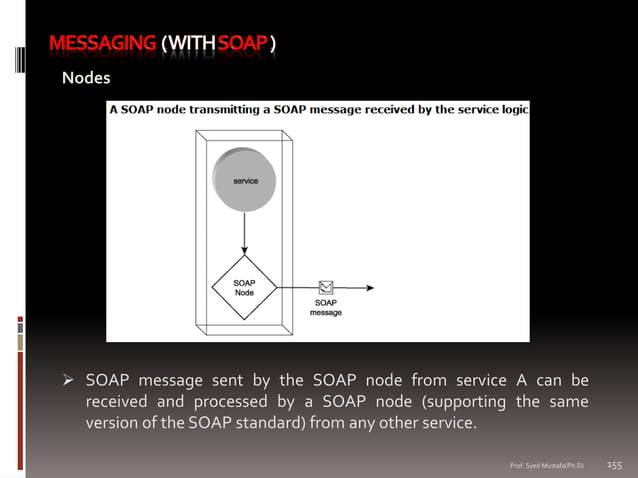 MESSAGING (WITH SOAP)
Nodes
A SOAP node transmitting a SOAP message received by the service logic
service
SOAP
Node
SOAP
message
➢ SOAP message sent by the SOAP node from service A can be
received and processed by a SOAP node (supporting the same
version of the SOAP standard) from any other service.
Prof. Syed Mustafa(Ph.D) 155